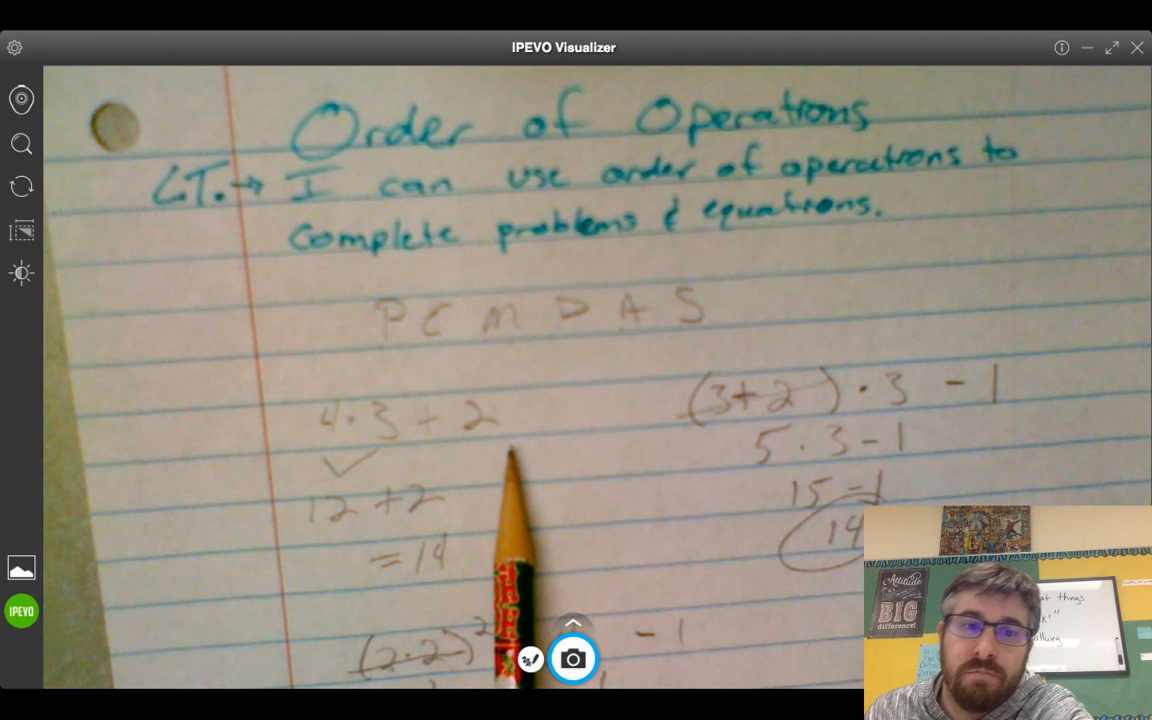 IPEVO Visualizer
Order of Operations
L.T. → I can use order of operations to
complete problems & equations.
P E M D A S
4 · 3 + 2
12 + 2
= 14
(3+2) · 3 - 1
5 · 3 - 1
15 - 1
14
(2·2)² - 1
IPEVO
Attitude
BIG
difference!